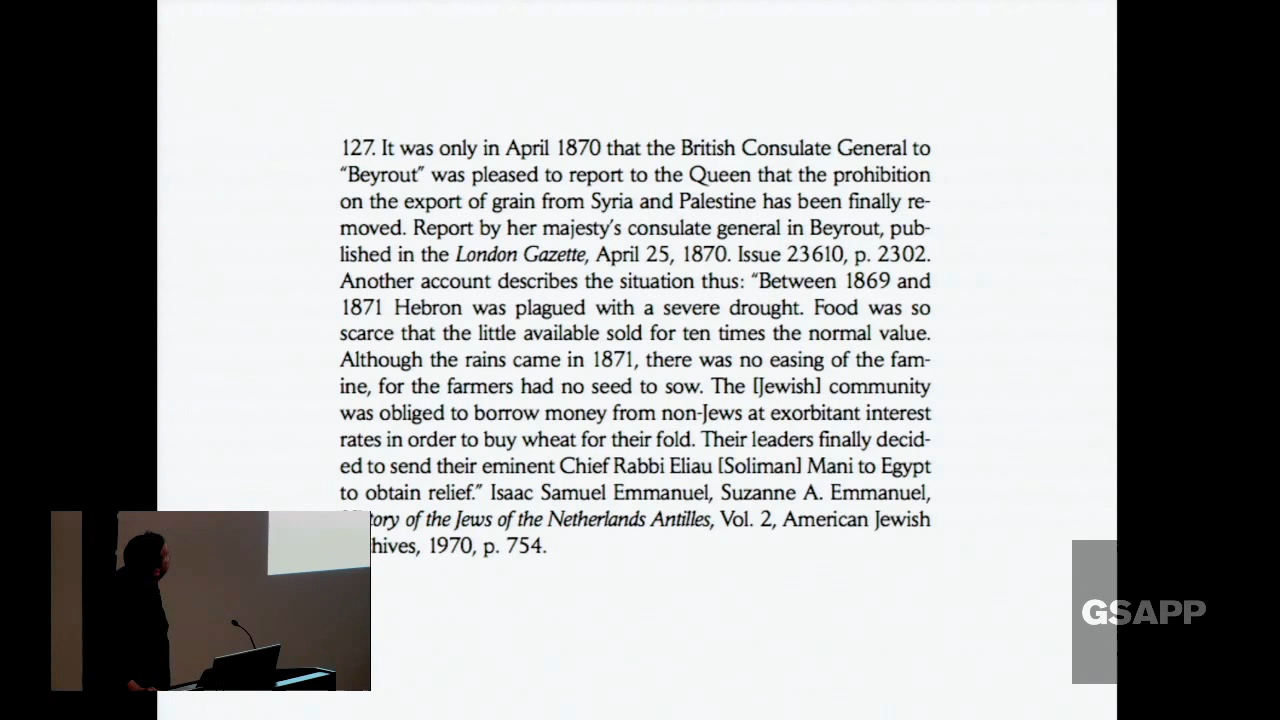 127. It was only in April 1870 that the British Consulate General to
“Beyrout” was pleased to report to the Queen that the prohibition
on the export of grain from Syria and Palestine has been finally re-
moved. Report by her majesty’s consulate general in Beyrout, pub-
lished in the London Gazette, April 25, 1870. Issue 23610, p. 2302.
Another account describes the situation thus: “Between 1869 and
1871 Hebron was plagued with a severe drought. Food was so
scarce that the little available sold for ten times the normal value.
Although the rains came in 1871, there was no easing of the fam-
ine, for the farmers had no seed to sow. The [Jewish] community
was obliged to borrow money from non-Jews at exorbitant interest
rates in order to buy wheat for their fold. Their leaders finally decid-
ed to send their eminent Chief Rabbi Eliau [Soliman] Mani to Egypt
to obtain relief.” Isaac Samuel Emmanuel, Suzanne A. Emmanuel,
tory of the Jews of the Netherlands Antilles, Vol. 2, American Jewish
hives, 1970, p. 754.
GSAPP